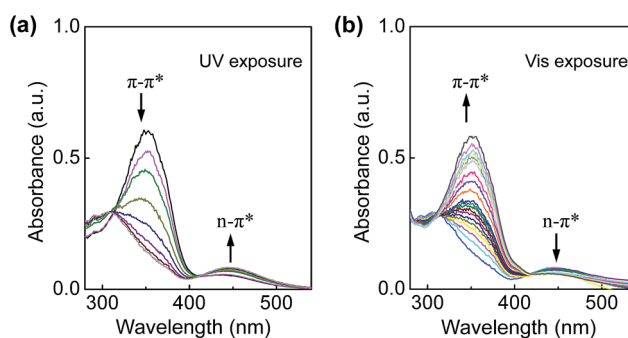 (a)
1.0
UV exposure
π-π*
Absorbance (a.u.)
0.5
n-π*
0.0
300
400
500
Wavelength (nm)
(b)
1.0
Vis exposure
π-π*
Absorbance (a.u.)
0.5
n-π*
0.0
300
400
500
Wavelength (nm)